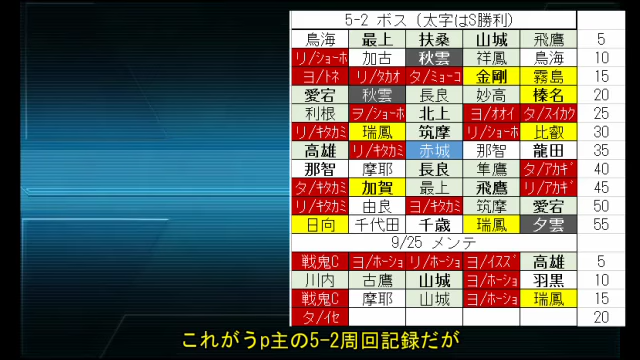 5-2 ボス (太字はS勝利)
鳥海 最上 扶桑 山城 飛鷹 5
リ/ショーホ 加古 秋雲 祥鳳 鳥海 10
ヨ/トネ リ/タカオ タ/ミョーコ 金剛 霧島 15
愛宕 秋雲 長良 妙高 榛名 20
利根 ヲ/ショーホ 北上 ヨ/オオイ タ/スイカク 25
リ/キタカミ 瑞鳳 筑摩 リ/ショーホ 比叡 30
高雄 リ/キタカミ 赤城 那智 龍田 35
那智 摩耶 長良 隼鷹 タ/アカギ 40
タ/キタカミ 加賀 最上 飛鷹 リ/アカギ 45
リ/キタカミ 由良 ヨ/キタカミ 筑摩 愛宕 50
日向 千代田 千歳 瑞鳳 夕雲 55
9/25 メンテ
戦鬼C ヨ/ホーショ リ/ホーショ ヨ/イスズ 高雄 5
川内 古鷹 山城 ヨ/ホーショ 羽黒 10
戦鬼C 摩耶 山城 ヨ/ホーショ 瑞鳳 15
タ/イセ 20
これがうp主の5-2周回記録だが